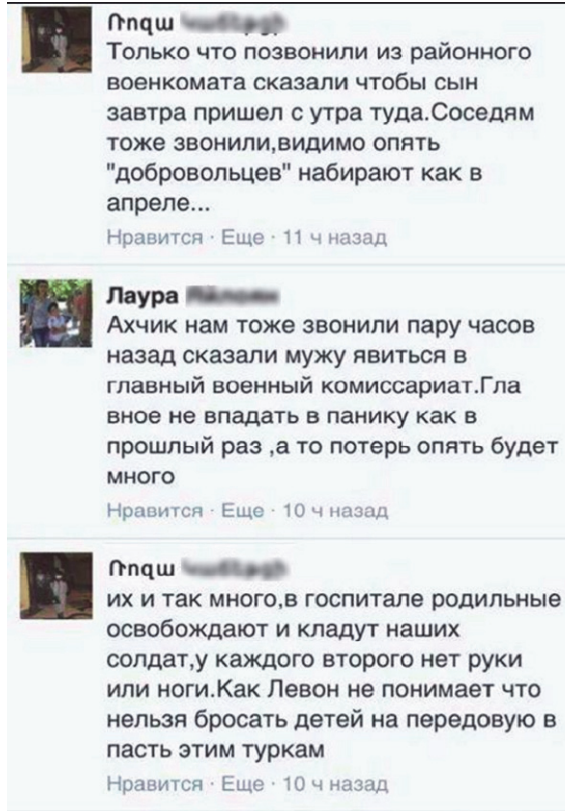 Ռոզա
Только что позвонили из районного
военкомата сказали чтобы сын
завтра пришел с утра туда.Соседям
тоже звонили,видимо опять
"добровольцев" набирают как в
апреле...
Нравится · Еще · 11 ч назад
Лаура
Ахчик нам тоже звонили пару часов
назад сказали мужу явиться в
главный военный комиссариат.Гла
вное не впадать в панику как в
прошлый раз ,а то потерь опять будет
много
Нравится · Еще · 10 ч назад
Ռոզա
их и так много,в госпитале родильные
освобождают и кладут наших
солдат,у каждого второго нет руки
или ноги.Как Левон не понимает что
нельзя бросать детей на передовую в
пасть этим туркам
Нравится · Еще · 10 ч назад